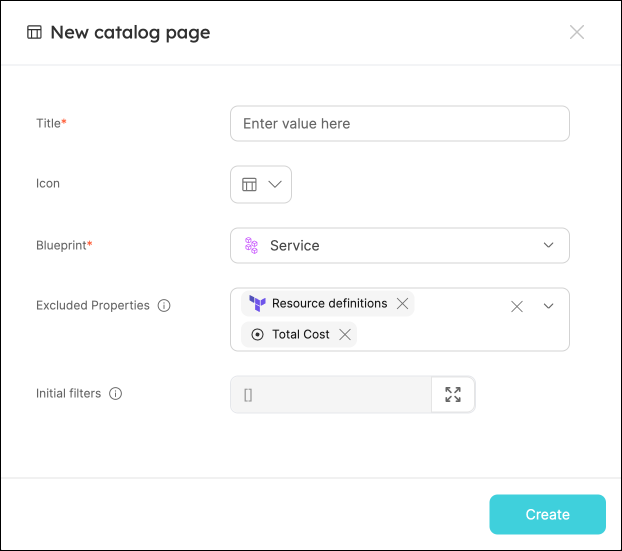 New catalog page
Title*
Enter value here
Icon
Blueprint*
Service
Excluded Properties
Resource definitions
Total Cost
Initial filters
[]
Create